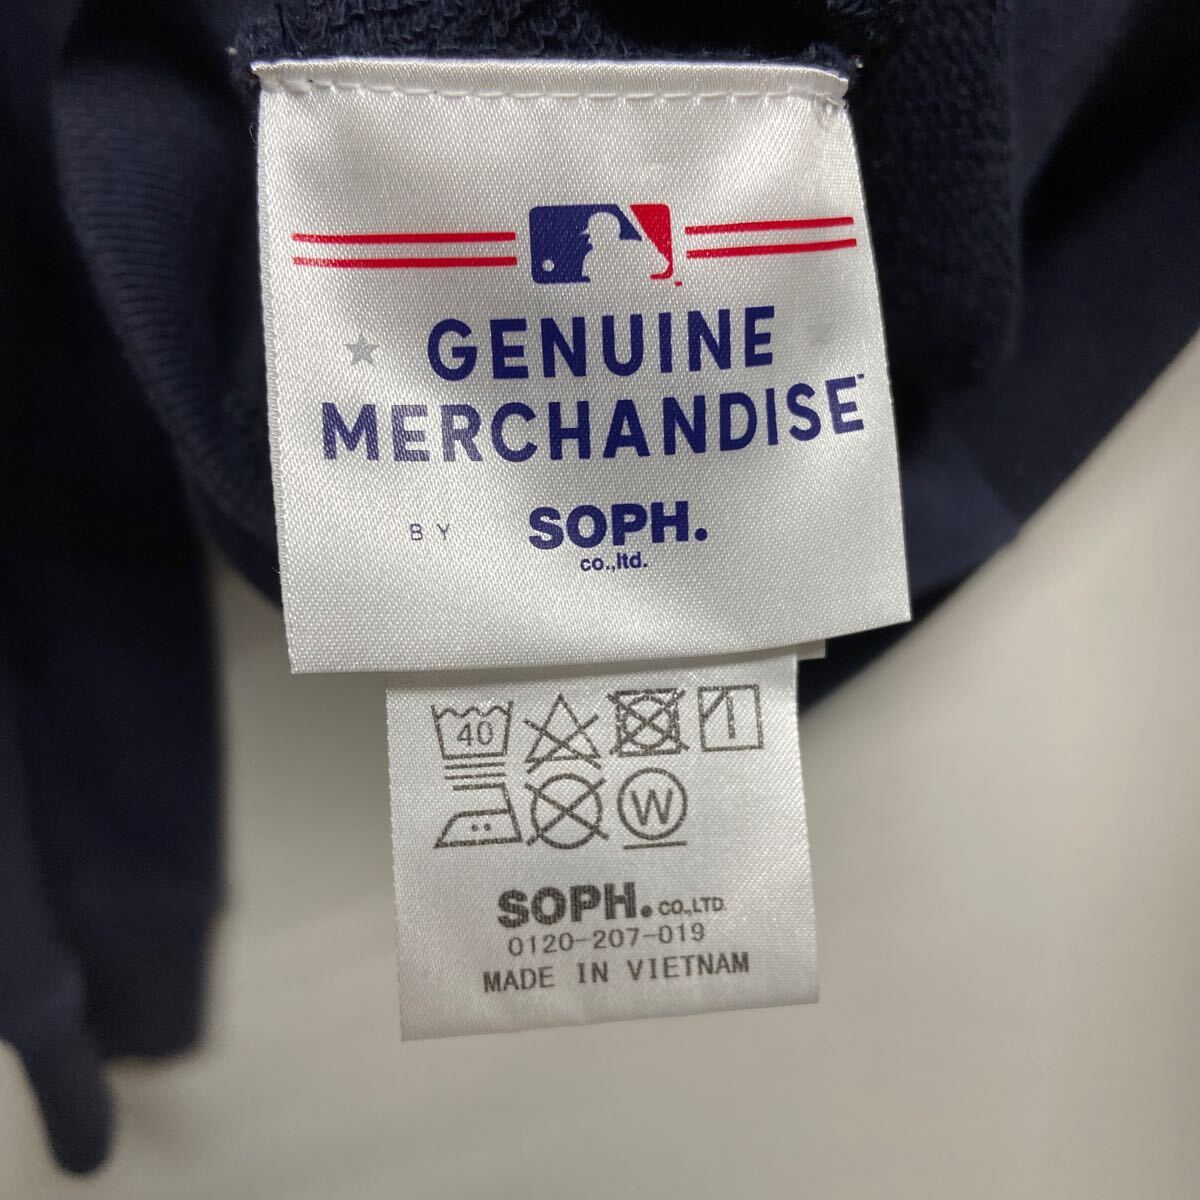 GENUINE
MERCHANDISE™
BY SOPH.
co.,ltd.
40
W
SOPH. CO.,LTD.
0120-207-019
MADE IN VIETNAM